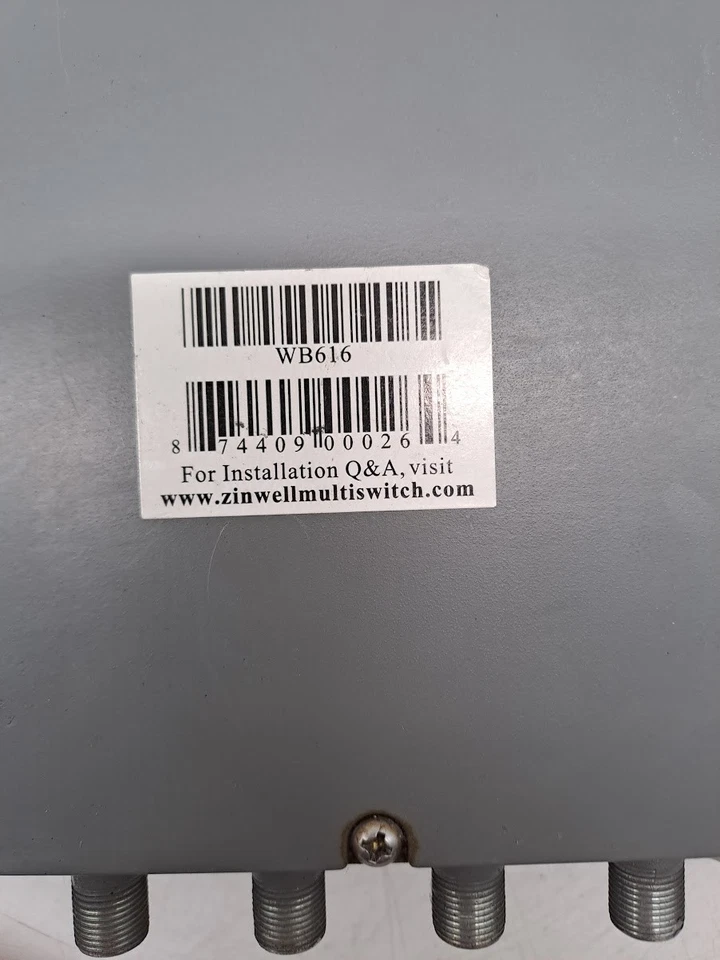 WB616
8 74409 00026 4
For Installation Q&A, visit
www.zinwellmultiswitch.com